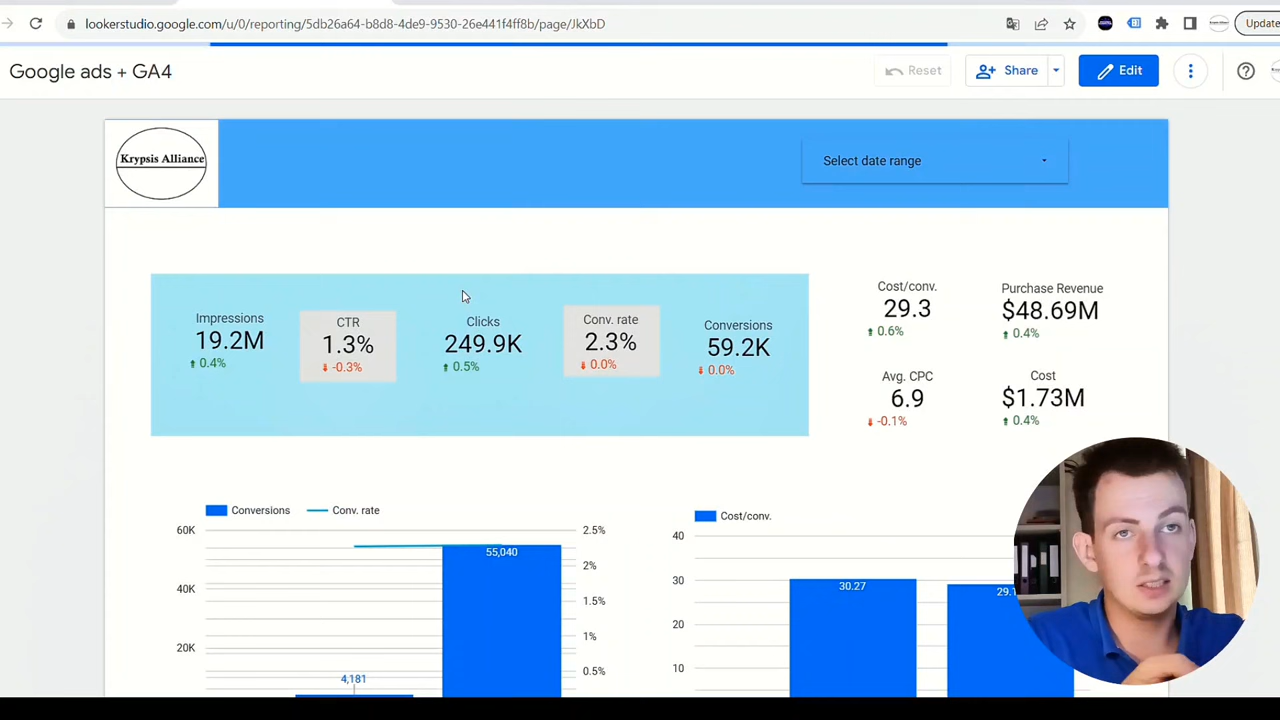 lookerstudio.google.com/u/0/reporting/5db26a64-b8d8-4de9-9530-26e441f4ff8b/page/JkXbD
Update
Google ads + GA4
Reset
Share
Edit
Krypsis Alliance
Select date range
Impressions
19.2M
0.4%
CTR
1.3%
-0.3%
Clicks
249.9K
0.5%
Conv. rate
2.3%
0.0%
Conversions
59.2K
0.0%
Cost/conv.
29.3
0.6%
Purchase Revenue
$48.69M
0.4%
Avg. CPC
6.9
-0.1%
Cost
$1.73M
0.4%
Conversions
Conv. rate
60K
40K
20K
2.5%
2%
1.5%
1%
0.5%
55,040
4,181
Cost/conv.
40
30
20
10
30.27